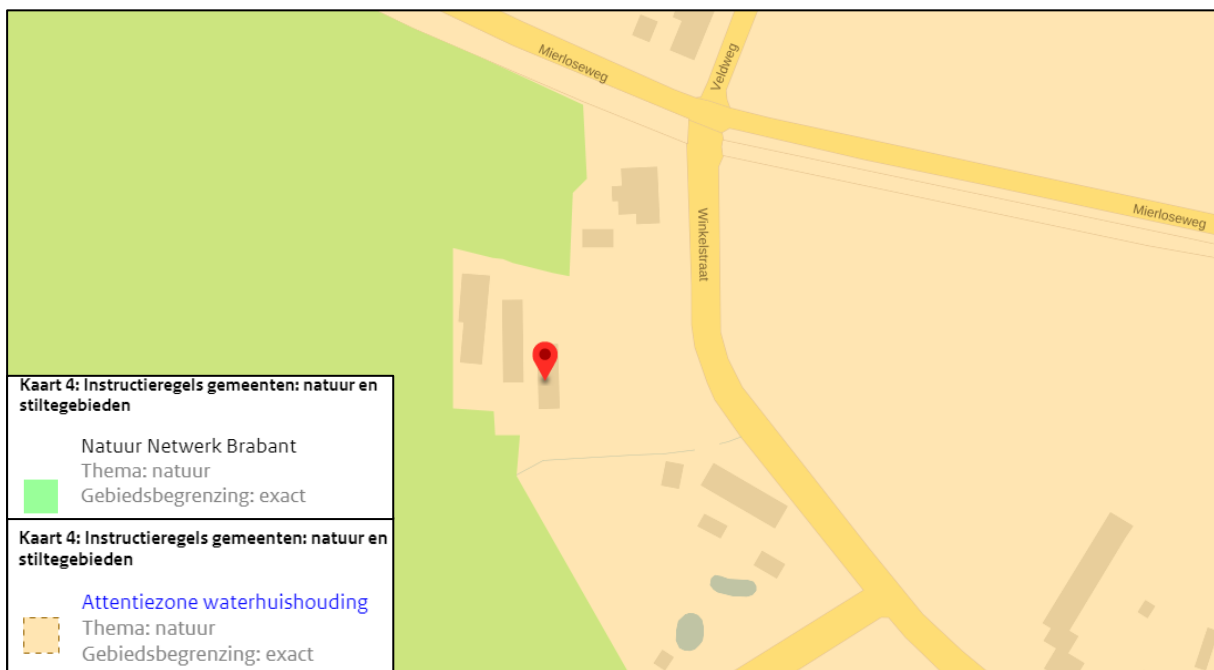 Mierloseweg
Veldweg
Mierloseweg
Winkelstraat
Kaart 4: Instructieregels gemeenten: natuur en
stiltegebieden
Natuur Netwerk Brabant
Thema: natuur
Gebiedsbegrenzing: exact
Kaart 4: Instructieregels gemeenten: natuur en
stiltegebieden
Attentiezone waterhuishouding
Thema: natuur
Gebiedsbegrenzing: exact